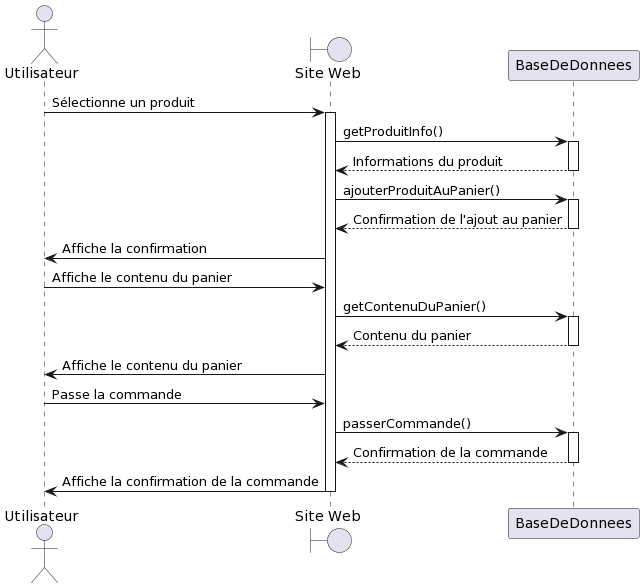 Utilisateur
Site Web
BaseDeDonnees
Sélectionne un produit
getProduitInfo()
Informations du produit
ajouterProduitAuPanier()
Confirmation de l'ajout au panier
Affiche la confirmation
Affiche le contenu du panier
getContenuDuPanier()
Contenu du panier
Affiche le contenu du panier
Passe la commande
passerCommande()
Confirmation de la commande
Affiche la confirmation de la commande
Utilisateur
Site Web
BaseDeDonnees